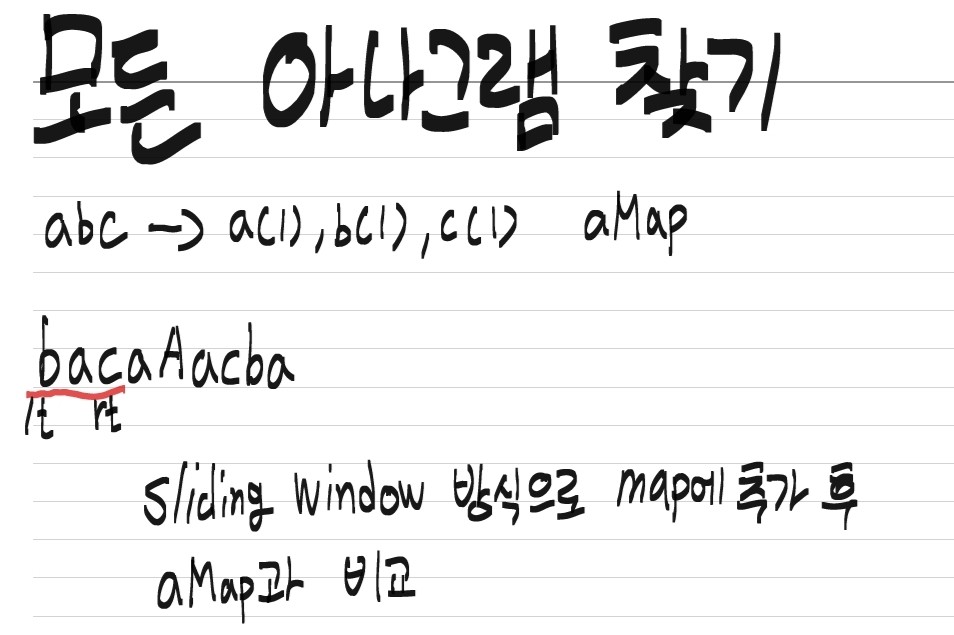 모든 아나그램 찾기
abc -> a(1), b(1), c(1) aMap
bacaAacba
lt rt
sliding window 방식으로 map에 추가 후
aMap과 비교